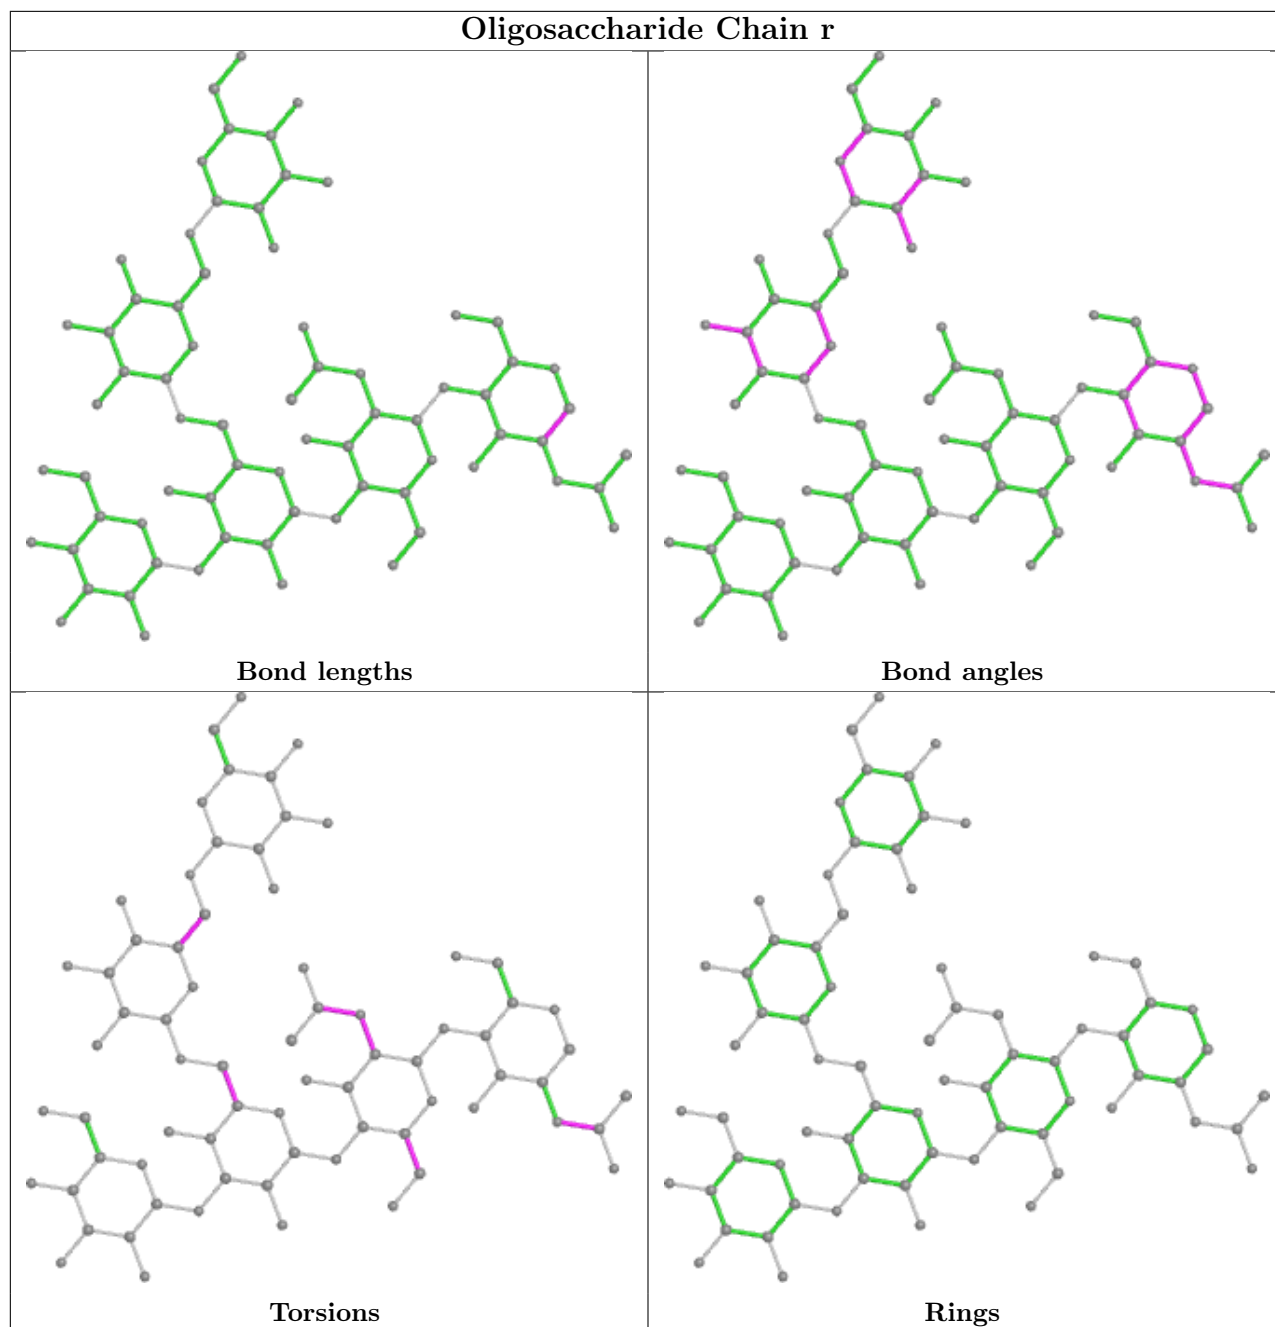 Oligosaccharide Chain r
Bond lengths
Bond angles
Torsions
Rings